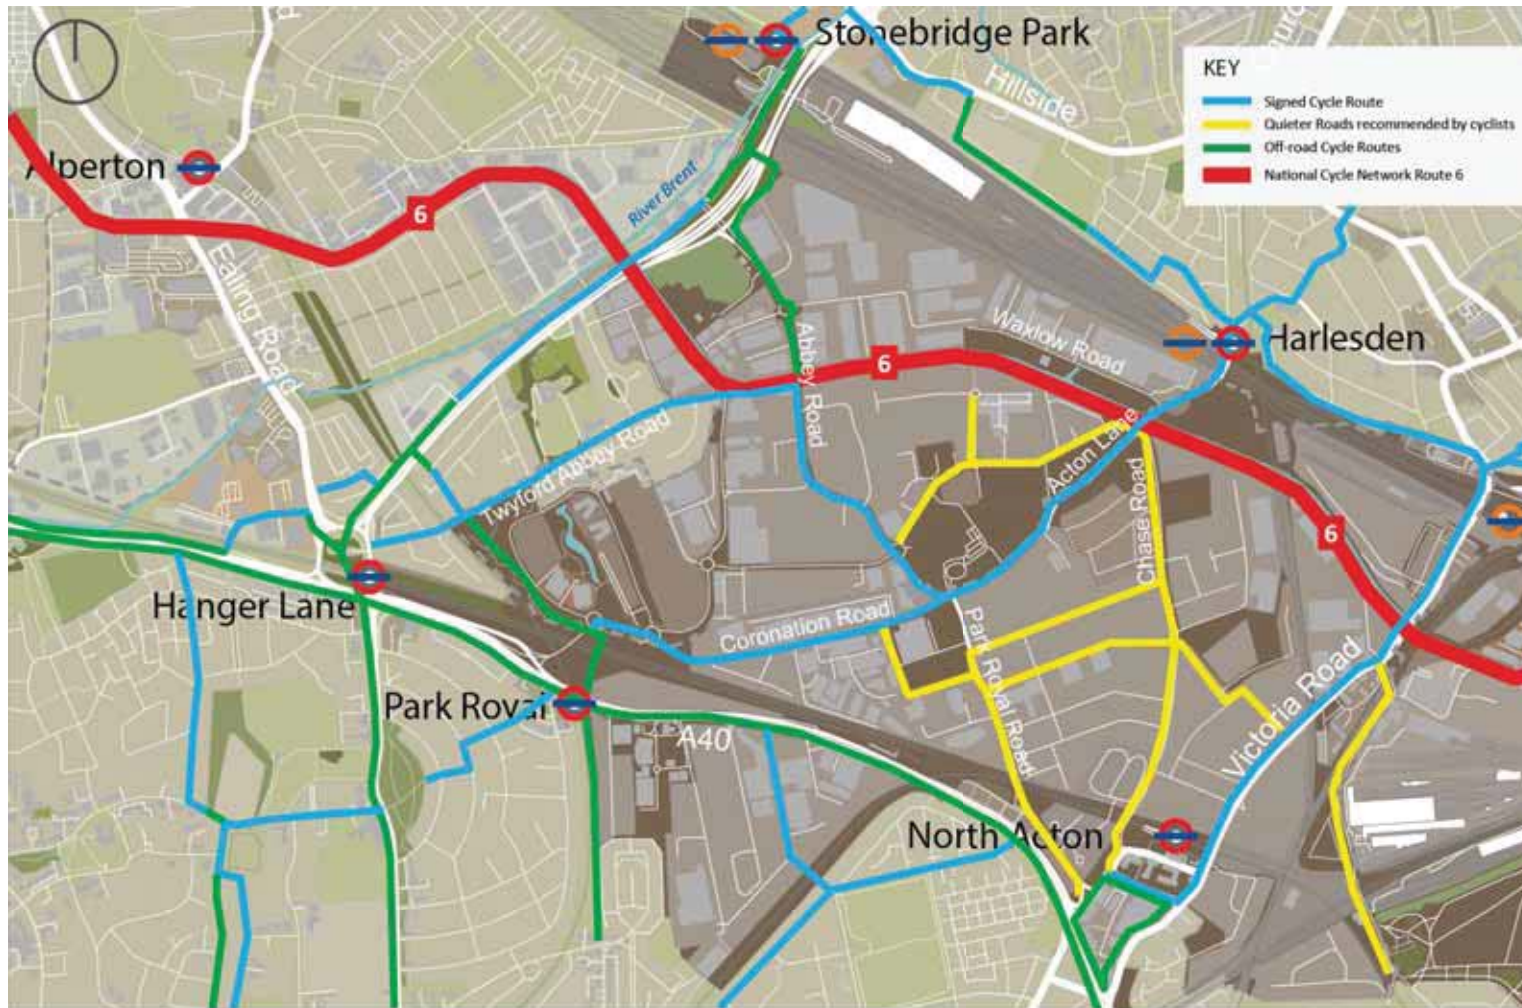 Stonebridge Park
Hillside
KEY
Signed Cycle Route
Quieter Roads recommended by cyclists
Off-road Cycle Routes
National Cycle Network Route 6
Alperton
6
River Brent
Ealing Road
Abbey Road
6
Waxlow Road
Harlesden
Twyford Abbey Road
Acton Lane
Chase Road
6
Hanger Lane
Coronation Road
Park Royal Road
Park Royal
A40
Victoria Road
North Acton